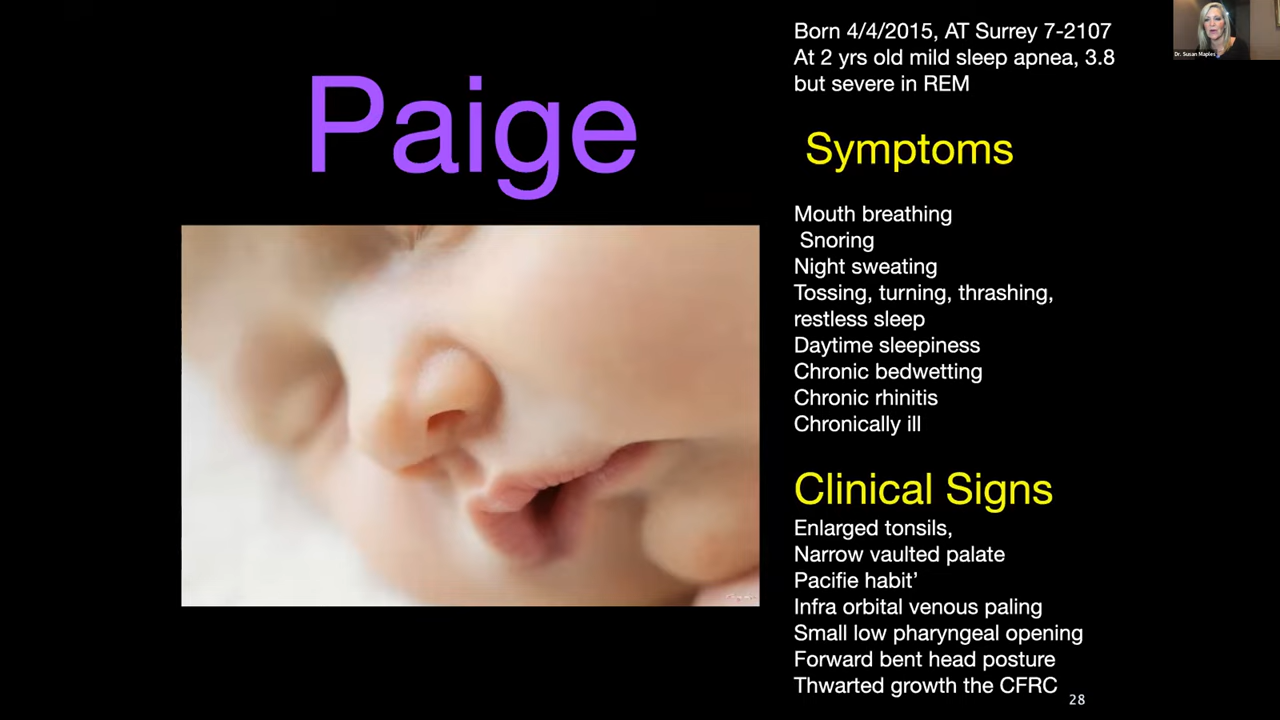 Paige
Born 4/4/2015, AT Surrey 7-2107
At 2 yrs old mild sleep apnea, 3.8
but severe in REM
Symptoms
Mouth breathing
Snoring
Night sweating
Tossing, turning, thrashing,
restless sleep
Daytime sleepiness
Chronic bedwetting
Chronic rhinitis
Chronically ill
Clinical Signs
Enlarged tonsils,
Narrow vaulted palate
Pacifie habit’
Infra orbital venous paling
Small low pharyngeal opening
Forward bent head posture
Thwarted growth the CFRC
28
Dr. Susan Maples